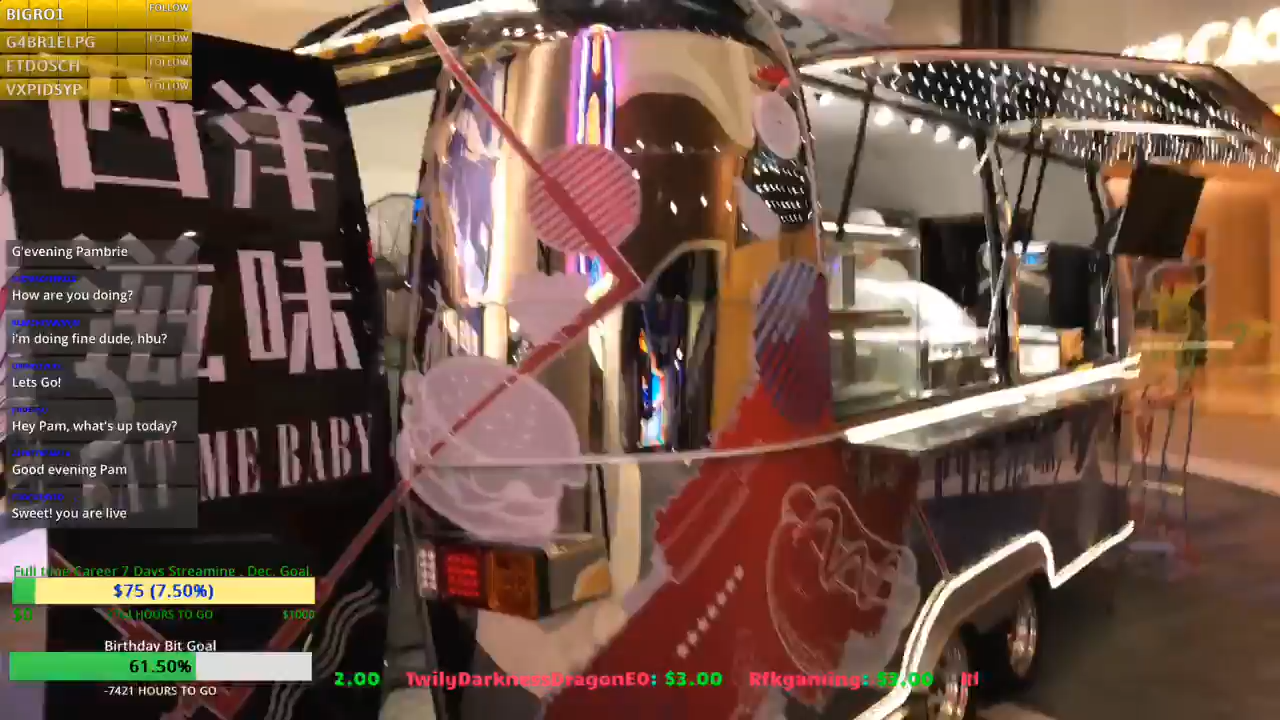 BIGRO1 FOLLOW
G4BR1ELPG FOLLOW
ETDOSCH FOLLOW
VXPIDSYP FOLLOW
西洋
滋味
ME BABY
G'evening Pambrie
How are you doing?
i'm doing fine dude, hbu?
Lets Go!
Hey Pam, what's up today?
Good evening Pam
Sweet! you are live
Full time Career 7 Days Streaming . Dec. Goal.
$75 (7.50%)
$0 HOURS TO GO $1000
Birthday Bit Goal
61.50%
-7421 HOURS TO GO
2.00 TwilyDarknessDragonEO: $3.00 Rfkgaming: $3.00